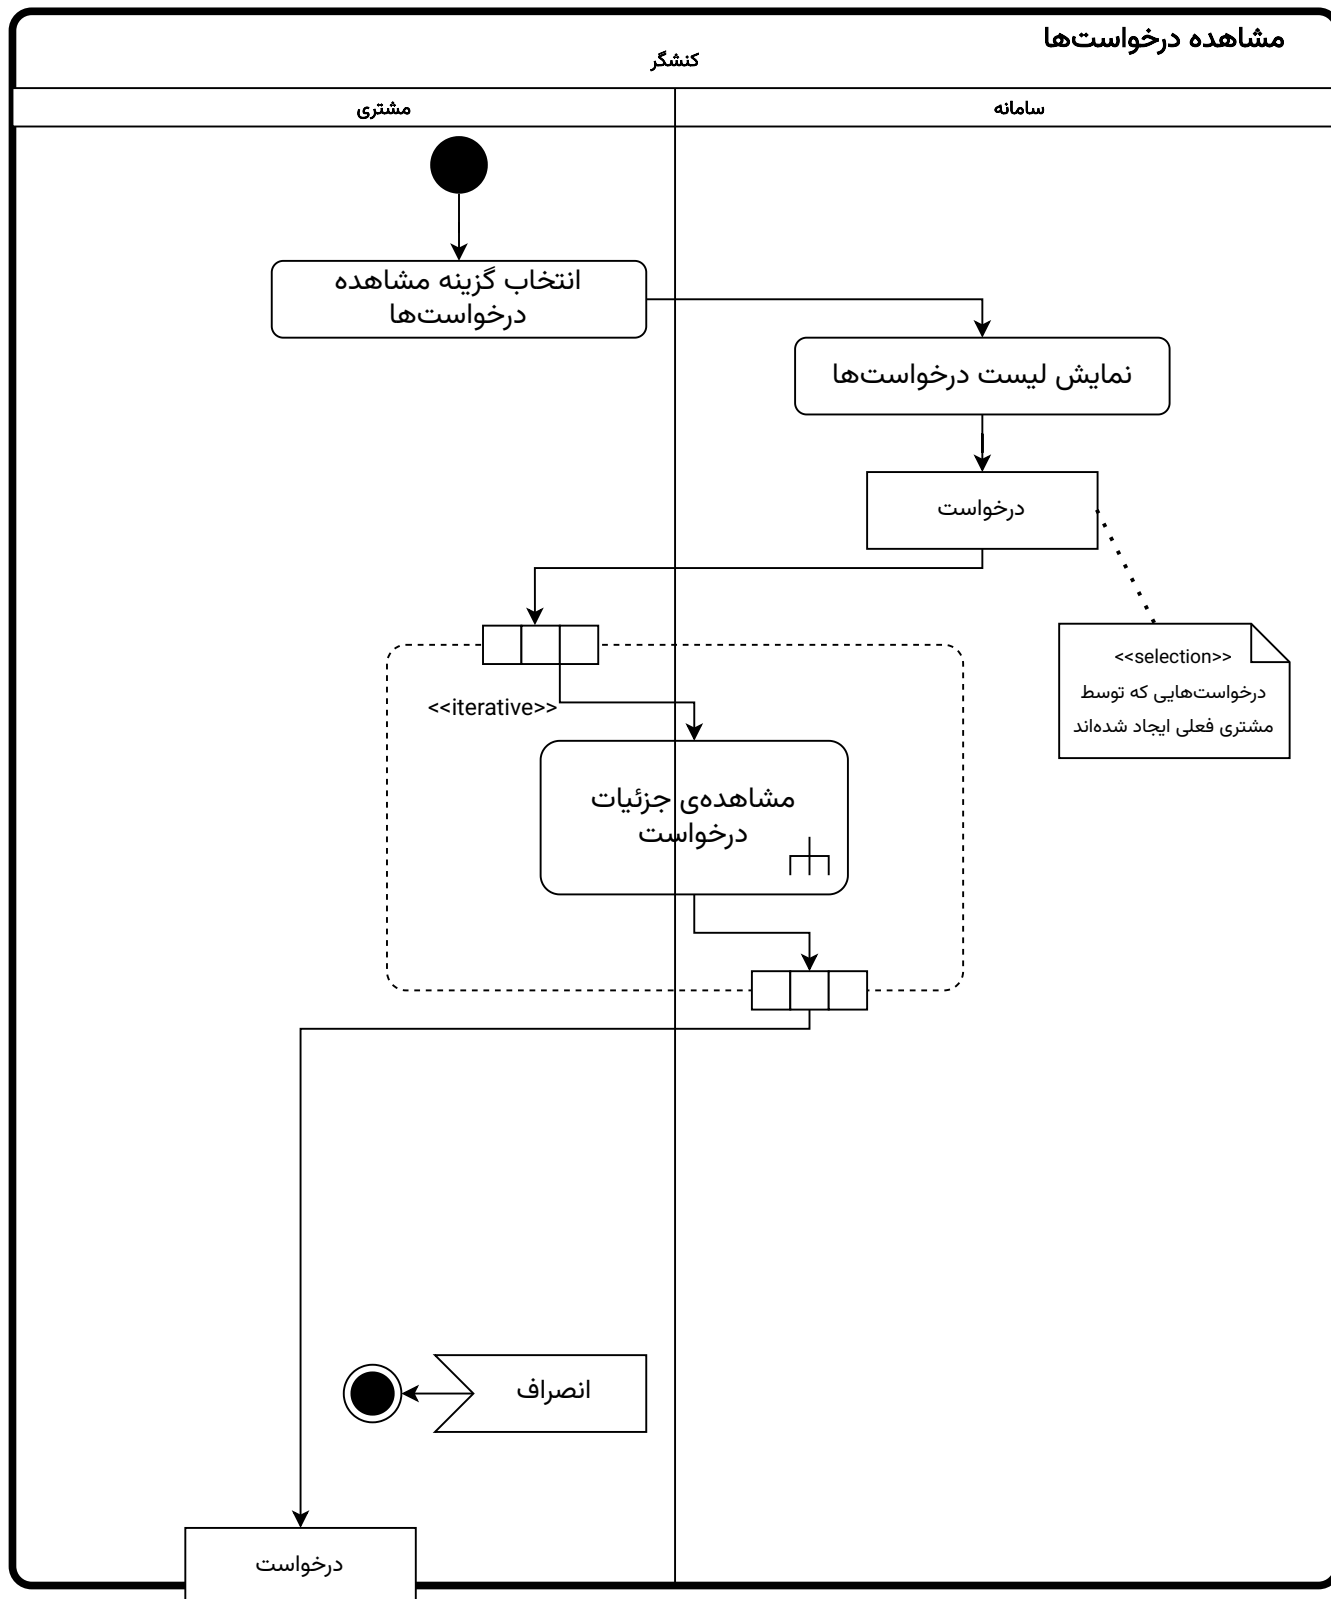 مشاهده درخواست‌ها
کنشگر
سامانه
مشتری
انتخاب گزینه مشاهده
درخواست‌ها
نمایش لیست درخواست‌ها
درخواست
<<selection>>
درخواست‌هایی که توسط
مشتری فعلی ایجاد شده‌اند
<<iterative>>
مشاهده‌ی جزئیات
درخواست
انصراف
درخواست